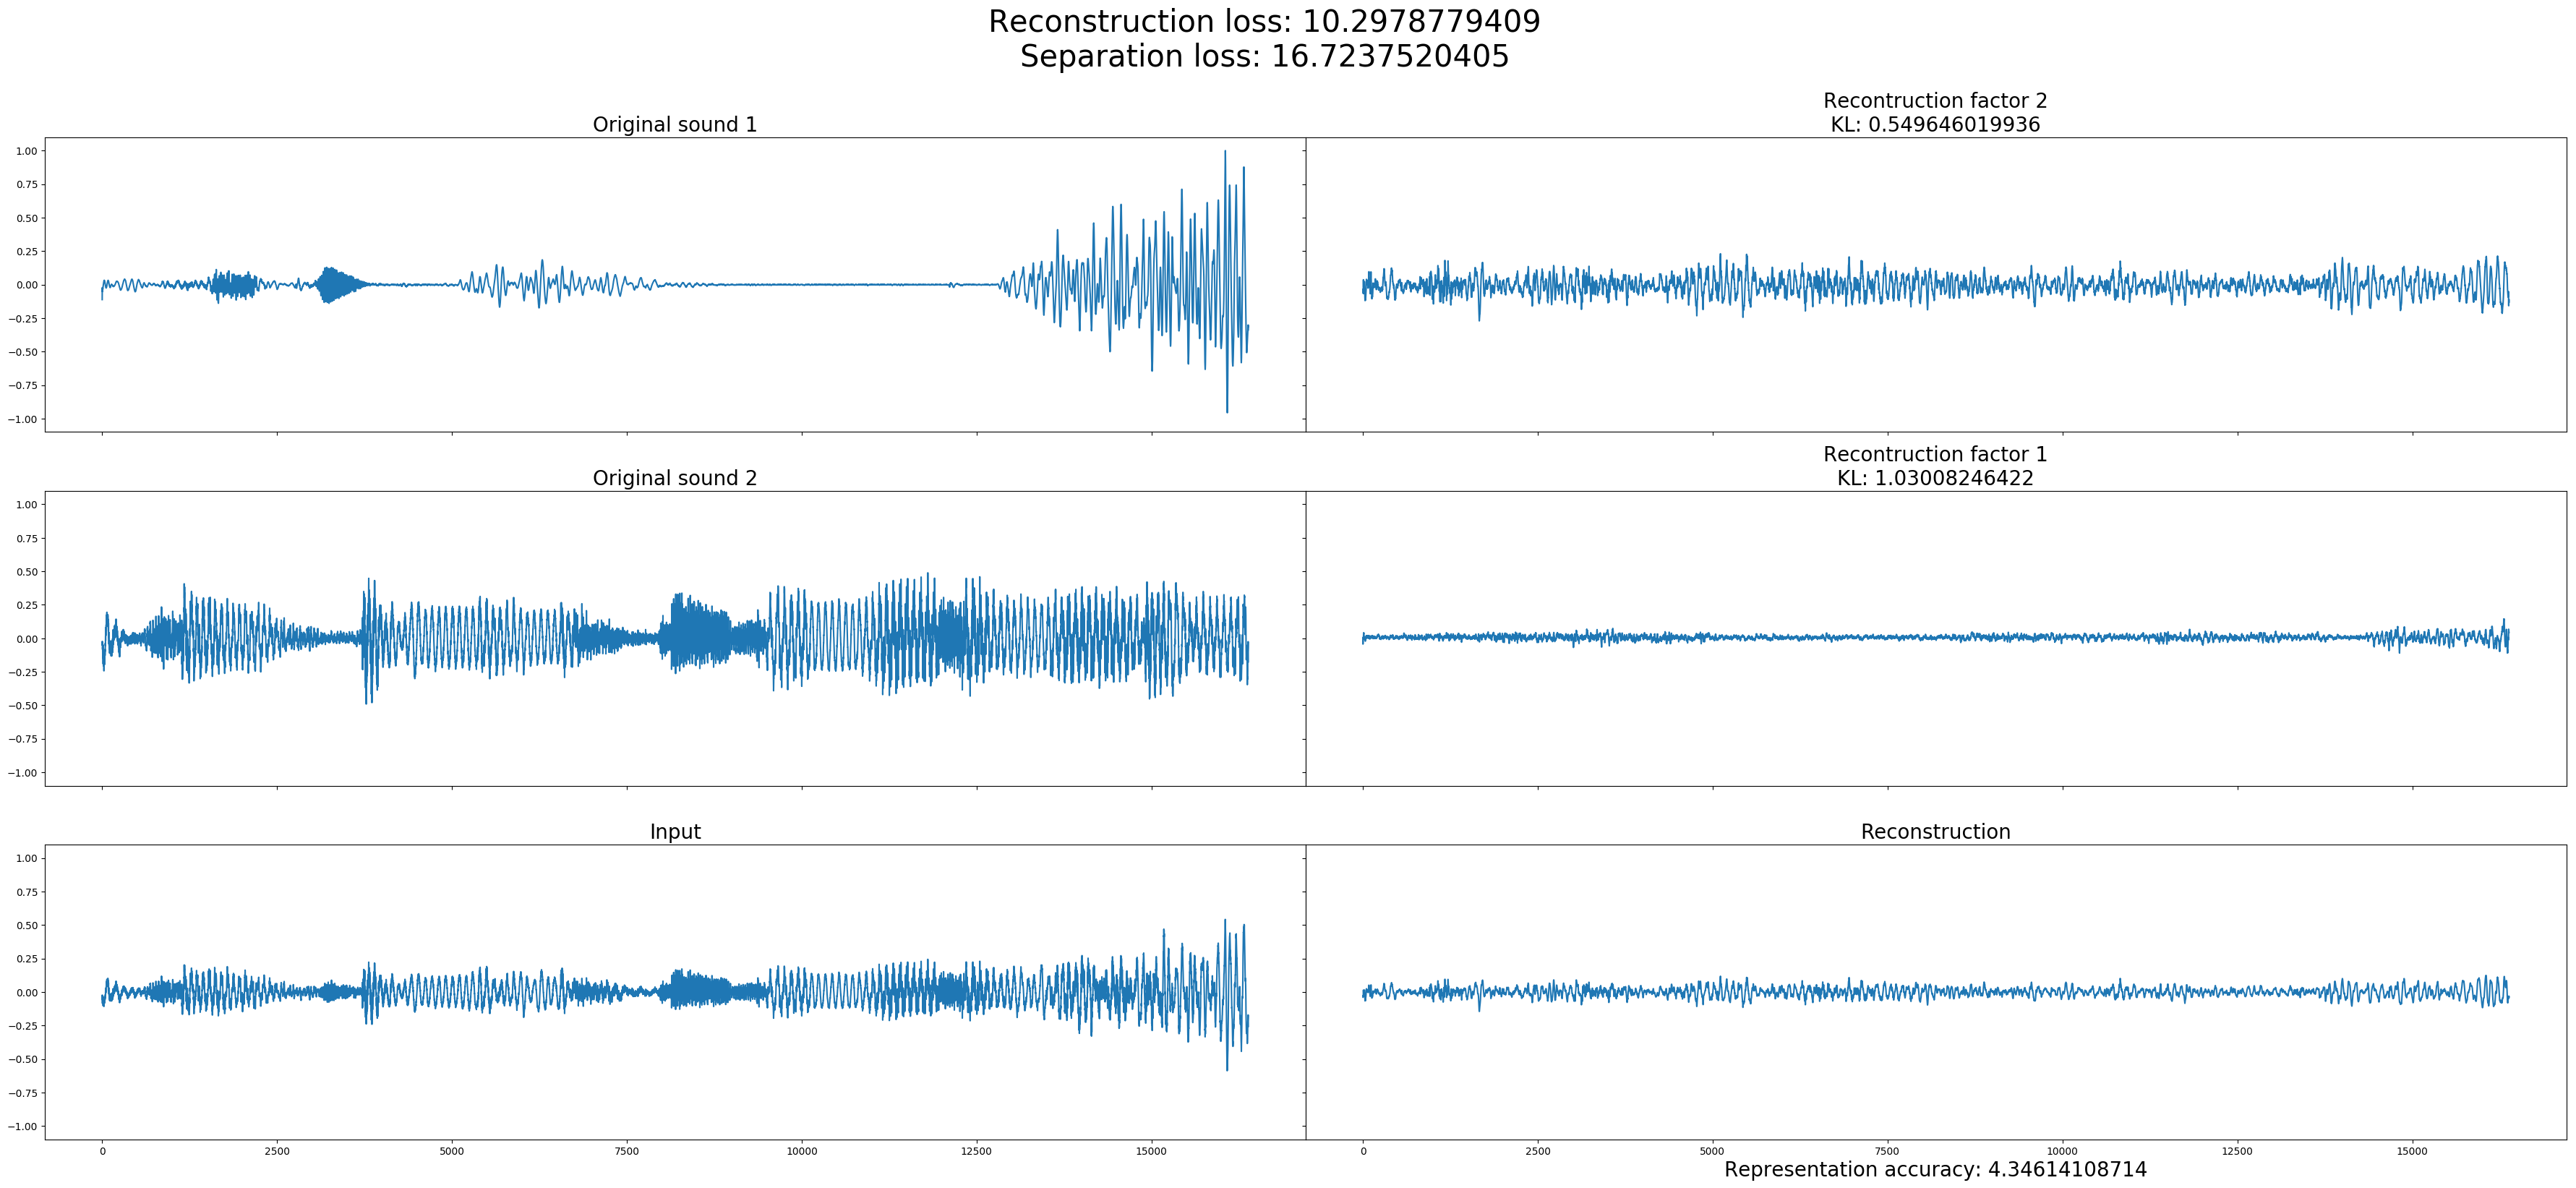 Reconstruction loss: 10.2978779409
Separation loss: 16.7237520405
Original sound 1
Recontruction factor 2
KL: 0.549646019936
1.00
0.75
0.50
0.25
0.00
−0.25
−0.50
−0.75
−1.00
Original sound 2
Recontruction factor 1
KL: 1.03008246422
1.00
0.75
0.50
0.25
0.00
−0.25
−0.50
−0.75
−1.00
Input
Reconstruction
1.00
0.75
0.50
0.25
0.00
−0.25
−0.50
−0.75
−1.00
0 2500 5000 7500 10000 12500 15000
0 2500 5000 7500 10000 12500 15000
Representation accuracy: 4.34614108714